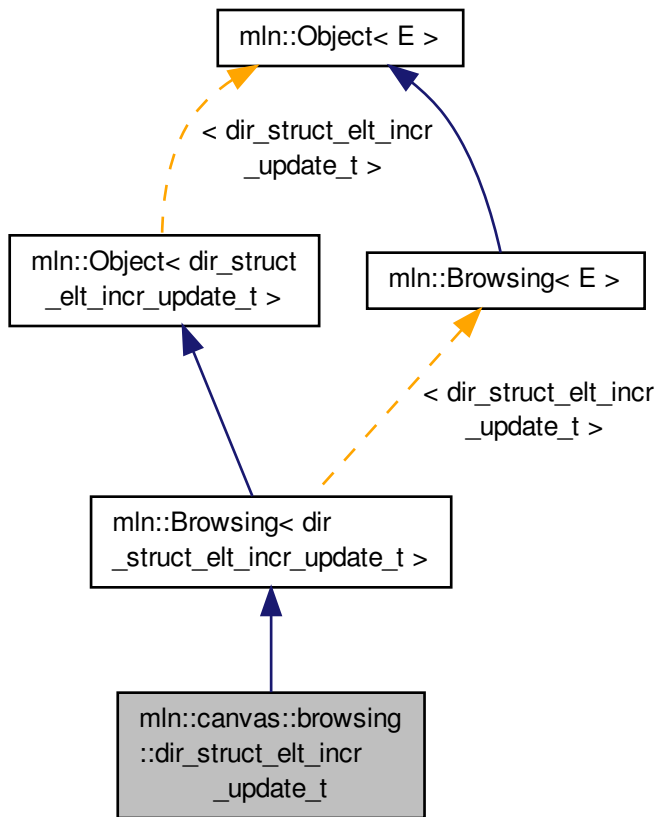 mln::Object< E >
< dir_struct_elt_incr
_update_t >
mln::Object< dir_struct
_elt_incr_update_t >
mln::Browsing< E >
< dir_struct_elt_incr
_update_t >
mln::Browsing< dir
_struct_elt_incr_update_t >
mln::canvas::browsing
::dir_struct_elt_incr
_update_t